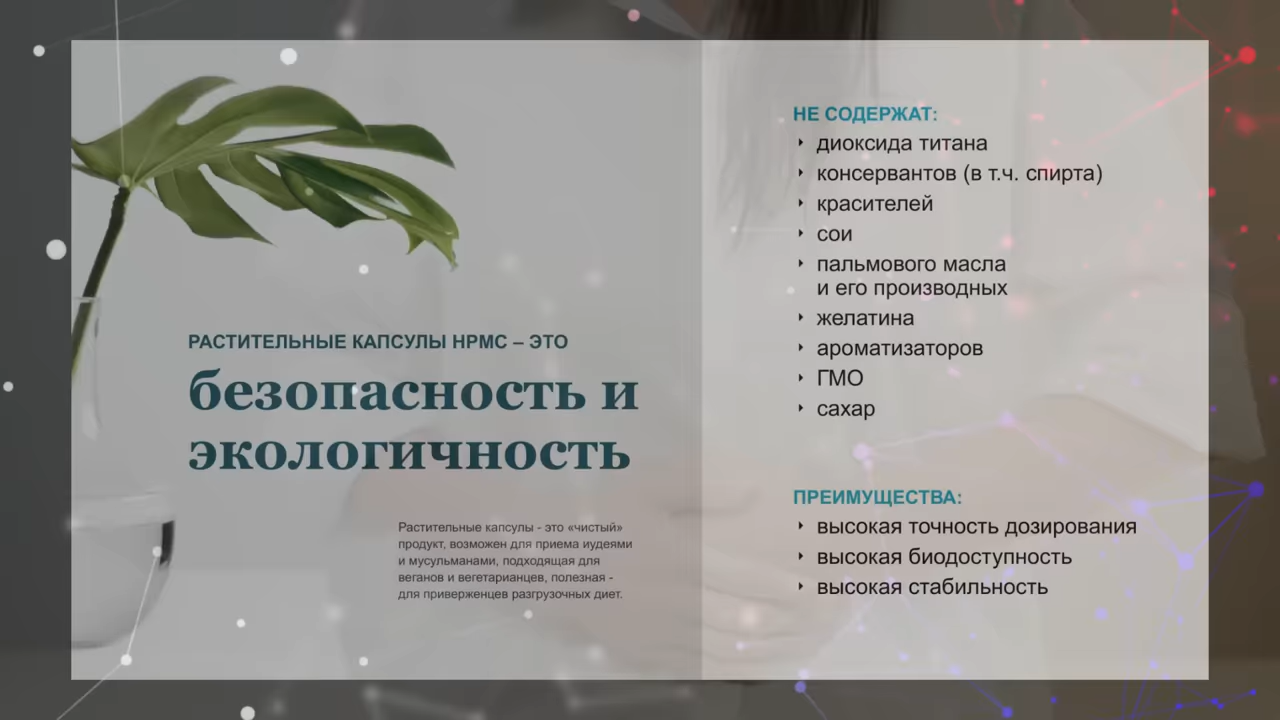 РАСТИТЕЛЬНЫЕ КАПСУЛЫ НРМС – ЭТО
безопасность и
экологичность
Растительные капсулы - это «чистый»
продукт, возможен для приема иудеями
и мусульманами, подходящая для
веганов и вегетарианцев, полезная -
для приверженцев разгрузочных диет.
НЕ СОДЕРЖАТ:
‣ диоксида титана
‣ консервантов (в т.ч. спирта)
‣ красителей
‣ сои
‣ пальмового масла
и его производных
‣ желатина
‣ ароматизаторов
‣ ГМО
‣ сахар
ПРЕИМУЩЕСТВА:
‣ высокая точность дозирования
‣ высокая биодоступность
‣ высокая стабильность